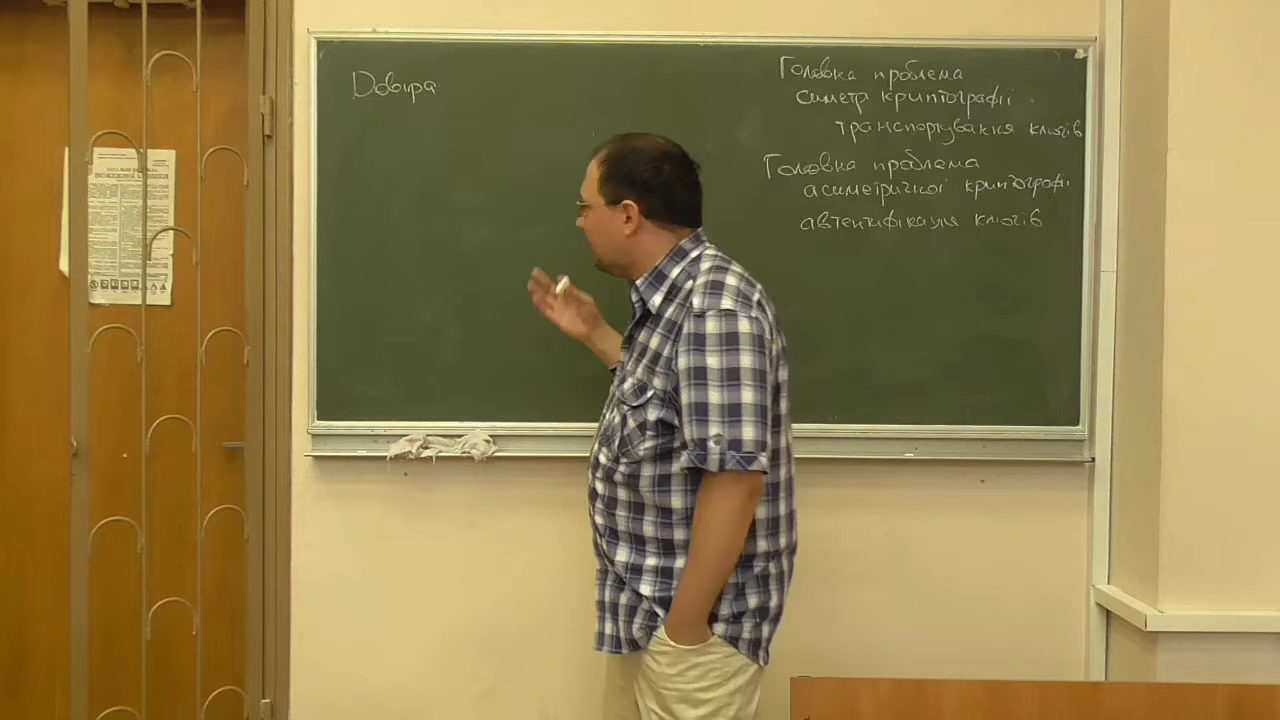 Довіра
Головна проблема
симетр криптографії
транспортування ключів
Головна проблема
асиметричної криптографії
автентифікація ключів